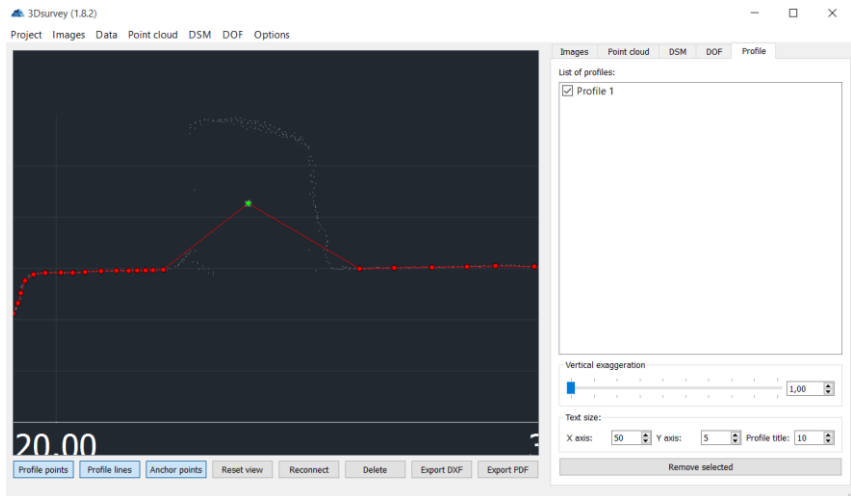 3Dsurvey (1.8.2)
Project Images Data Point cloud DSM DOF Options
Images Point cloud DSM DOF Profile
List of profiles:
Profile 1
Vertical exaggeration
1,00
Text size:
X axis: 50 Y axis: 5 Profile title: 10
20.00
Profile points Profile lines Anchor points Reset view Reconnect Delete Export DXF Export PDF
Remove selected